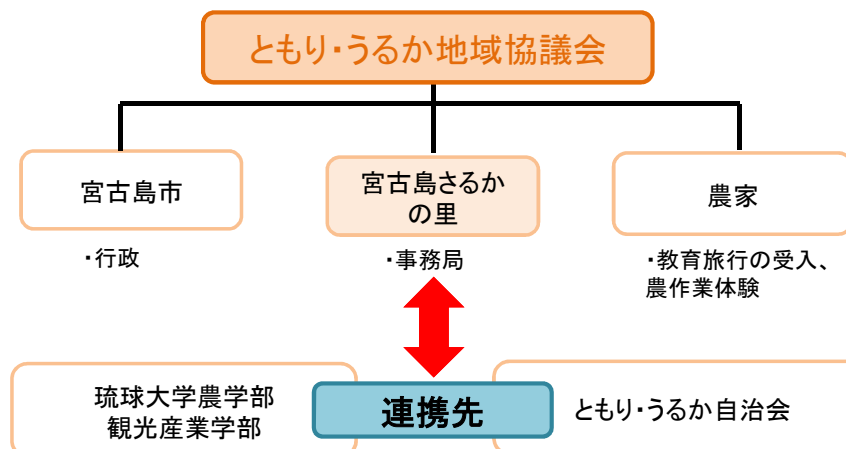 ともり・うるか地域協議会
宮古島市
宮古島さるか
の里
農家
・行政
・事務局
・教育旅行の受入、
農作業体験
琉球大学農学部
観光産業学部
連携先
ともり・うるか自治会